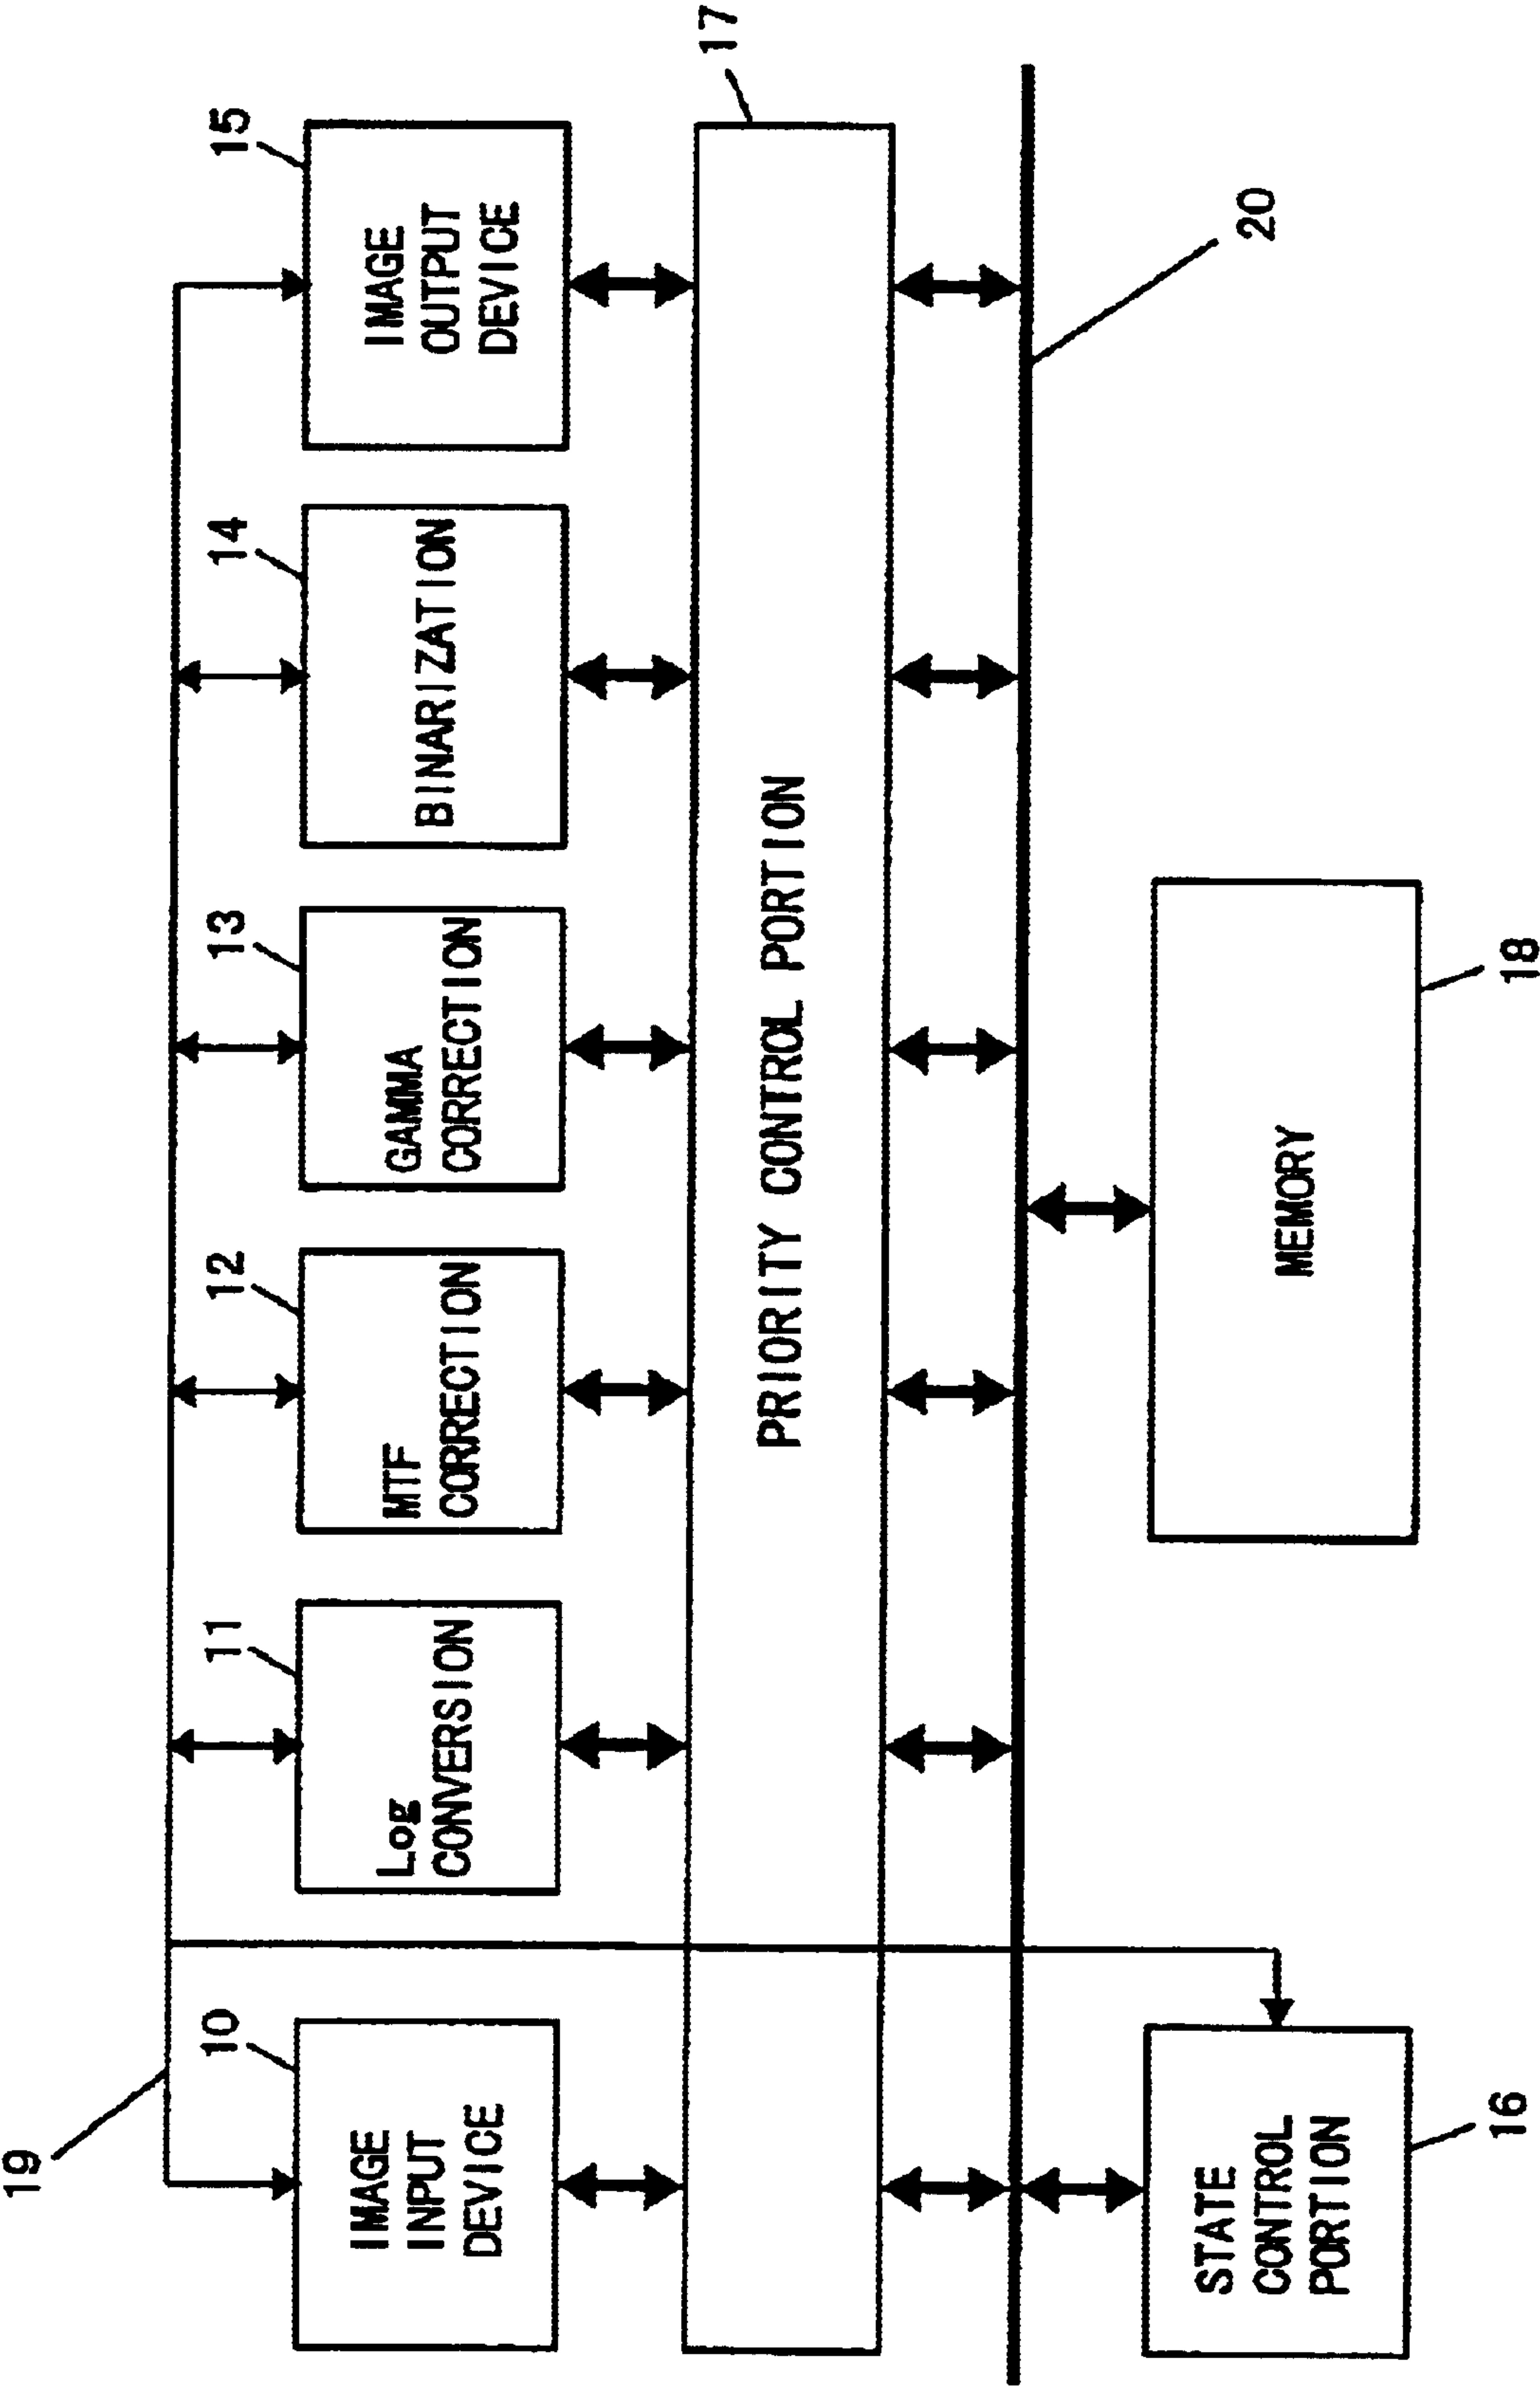 19
10
IMAGE
INPUT
DEVICE
11
Log
CONVERSION
12
MTF
CORRECTION
13
GAMMA
CORRECTION
14
BINARIZATION
15
IMAGE
OUTPUT
DEVICE
17
PRIORITY CONTROL PORTION
20
STATE
CONTROL
PORTION
16
MEMORY
18